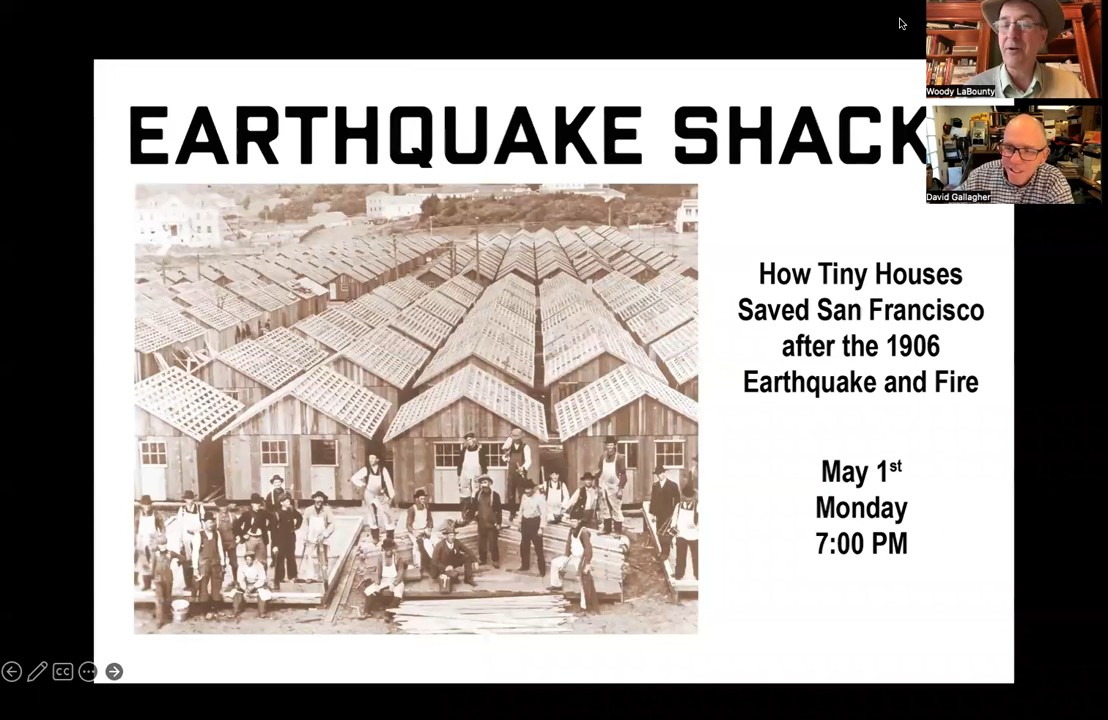 EARTHQUAKE SHACK
How Tiny Houses
Saved San Francisco
after the 1906
Earthquake and Fire
May 1st
Monday
7:00 PM
Woody LaBounty
David Gallagher
CC